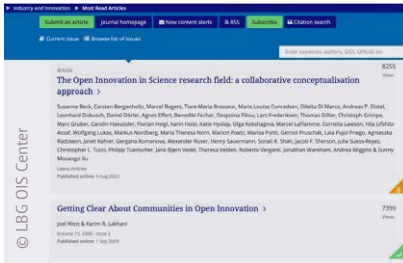 Industry and Innovation ▸ Most Read Articles
Submit an article
Journal homepage
New content alerts
RSS
Subscribe
Citation search
Current issue
Browse list of issues
Enter keywords, authors, DOI, ORCID etc
8255
Views
Article
The Open Innovation in Science research field: a collaborative conceptualisation
approach >
Susanne Beck, Carsten Bergenholtz, Marcel Bogers, Tiare-Maria Brasseur, Marie Louise Conradsen, Diletta Di Marco, Andreas P. Distel,
Leonhard Dobusch, Daniel Dörler, Agnes Effert, Benedikt Fecher, Despoina Filiou, Lars Frederiksen, Thomas Gillier, Christoph Grimpe,
Marc Gruber, Carolin Haeussler, Florian Heigl, Karin Hoisl, Katie Hyslop, Olga Kokshagina, Marcel LaFlamme, Cornelia Lawson, Hila Lifshitz-
Assaf, Wolfgang Lukas, Markus Nordberg, Maria Theresa Norn, Marion Poetz, Marisa Ponti, Gernot Pruschak, Laia Pujol Priego, Agnieszka
Radziwon, Janet Rafner, Gergana Romanova, Alexander Ruser, Henry Sauermann, Sonali K. Shah, Jacob F. Sherson, Julia Suess-Reyes,
Christopher L. Tucci, Philipp Tuertscher, Jane Bjørn Vedel, Theresa Velden, Roberto Verganti, Jonathan Wareham, Andrea Wiggins & Sunny
Mosangzi Xu
Latest Articles
Published online: 4 Aug 2020
7390
Views
Getting Clear About Communities in Open Innovation >
Joel West & Karim R. Lakhani
Volume 15, 2008 - Issue 2
Published online: 1 Sep 2009
© LBG OIS Center